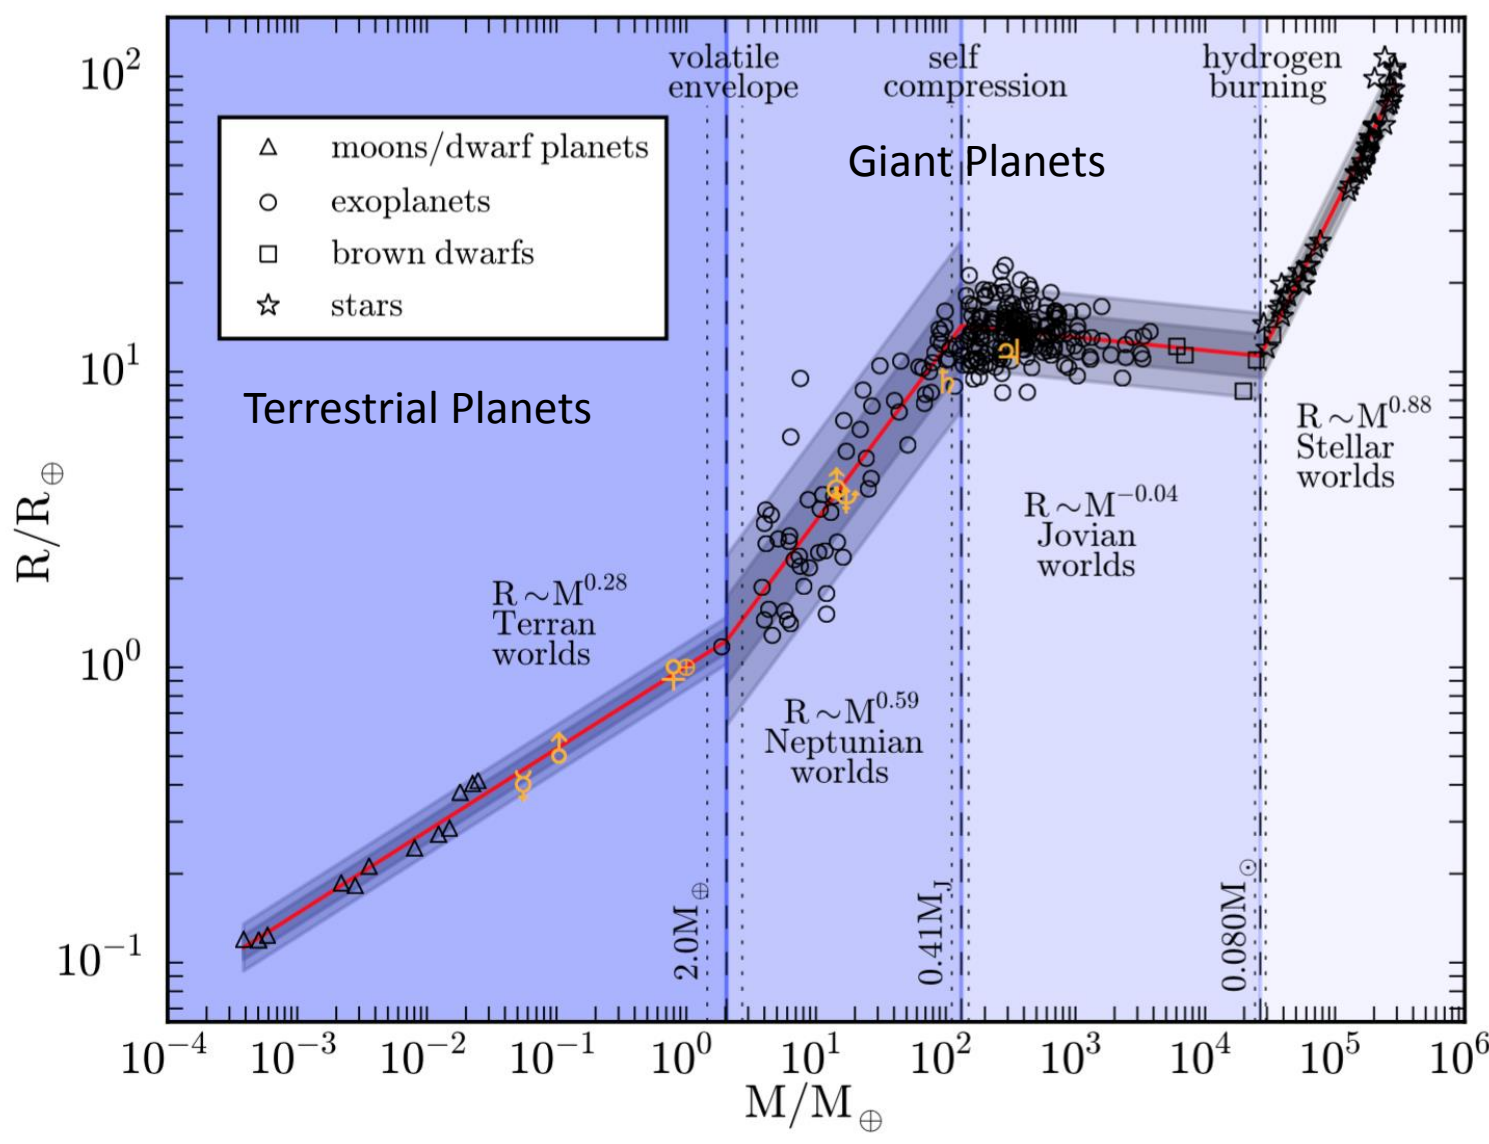 volatile
envelope
self
compression
hydrogen
burning
moons/dwarf planets
exoplanets
brown dwarfs
stars
Giant Planets
Terrestrial Planets
R~M^0.28
Terran
worlds
R~M^0.59
Neptunian
worlds
R~M^−0.04
Jovian
worlds
R~M^0.88
Stellar
worlds
2.0M⊕
0.41M_J
0.080M☉
R/R⊕
10^2
10^1
10^0
10^−1
10^−4 10^−3 10^−2 10^−1 10^0 10^1 10^2 10^3 10^4 10^5 10^6
M/M⊕